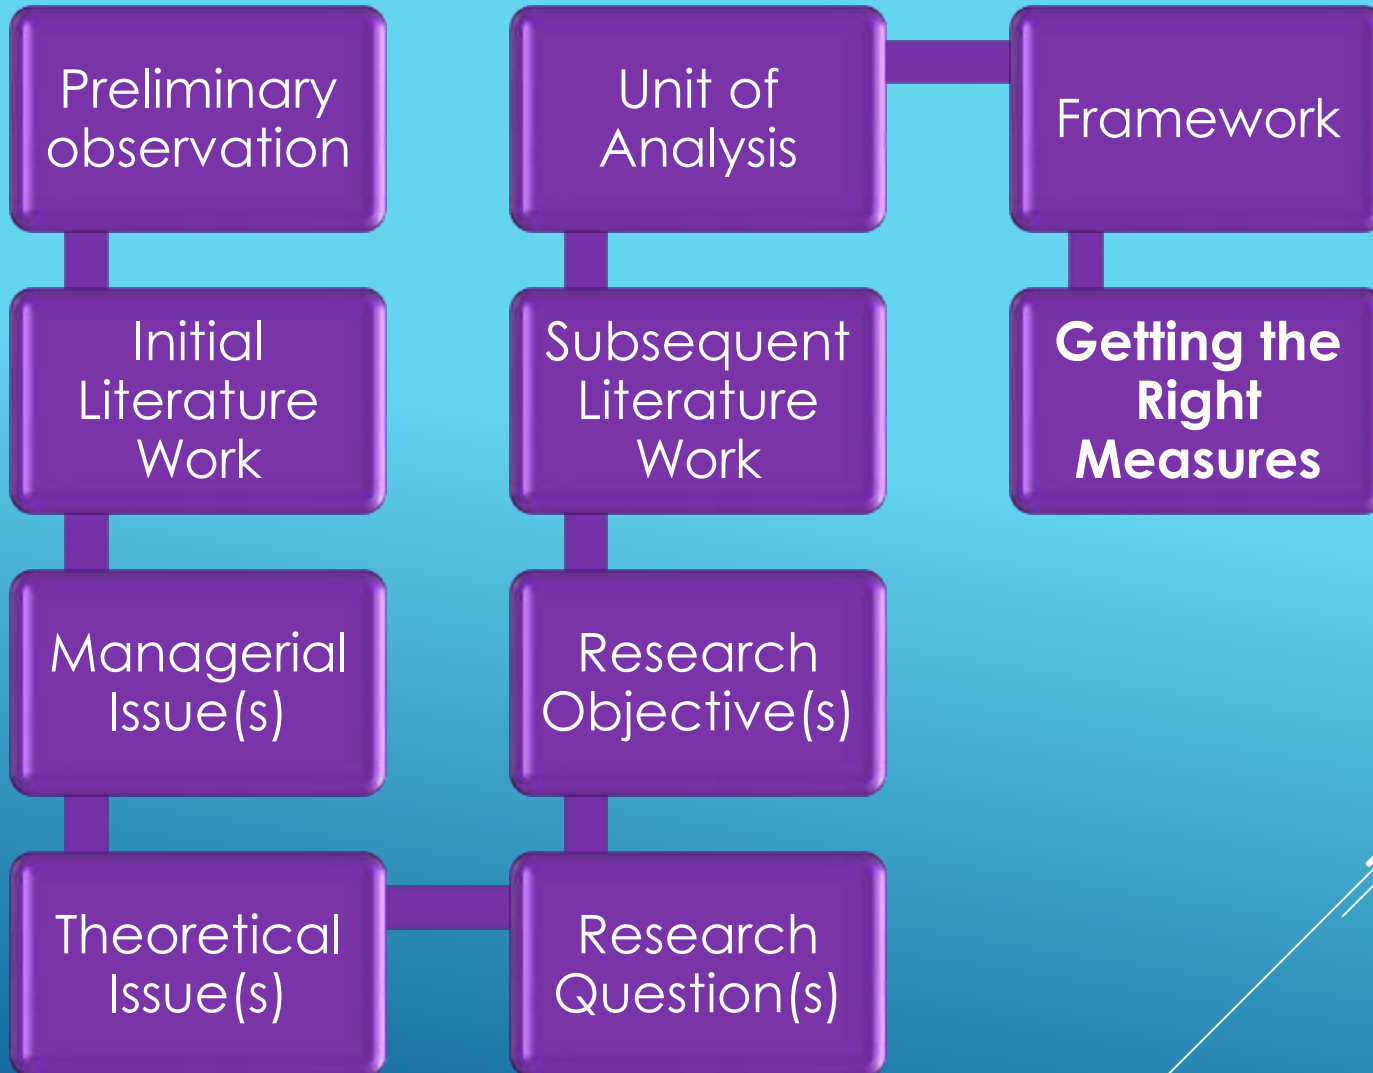 Preliminary
observation
Initial
Literature
Work
Managerial
Issue(s)
Theoretical
Issue(s)
Research
Question(s)
Research
Objective(s)
Subsequent
Literature
Work
Unit of
Analysis
Framework
Getting the
Right
Measures